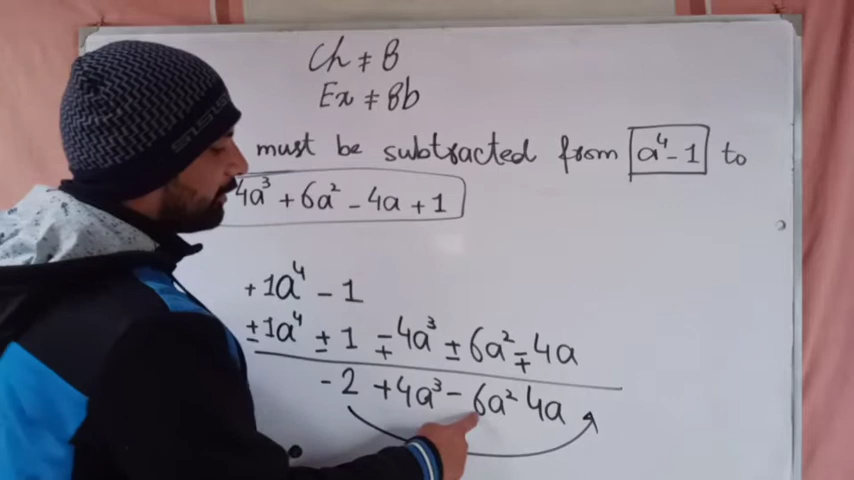 Ch # 8
Ex # 8b
must be subtracted from a⁴-1 to
4a³ + 6a² - 4a + 1
+1a⁴ - 1
±1a⁴ ± 1 ∓4a³ ± 6a² ∓4a
-2 +4a³ - 6a² 4a